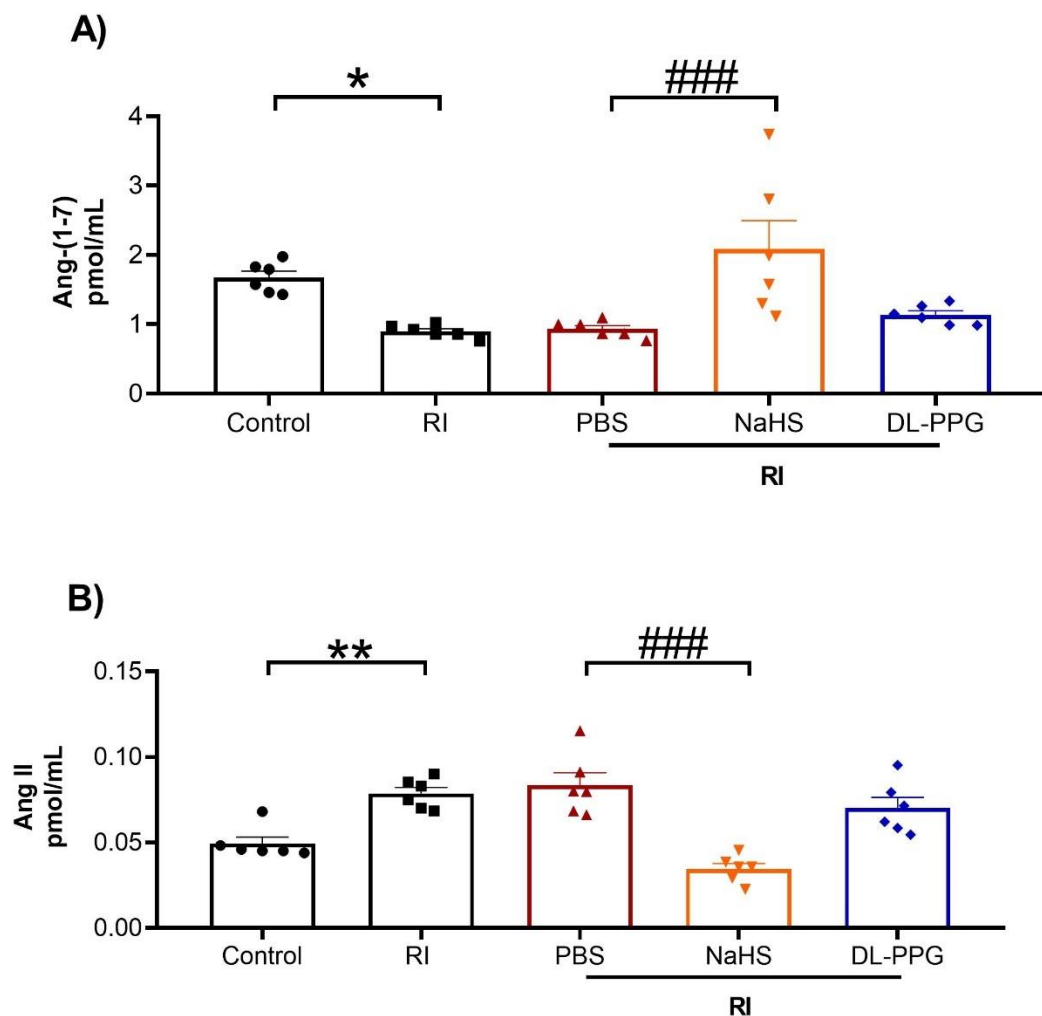 A)
* ###
Ang-(1-7)
pmol/mL
4
3
2
1
0
Control RI PBS NaHS DL-PPG
RI
B)
** ###
Ang II
pmol/mL
0.15
0.10
0.05
0.00
Control RI PBS NaHS DL-PPG
RI